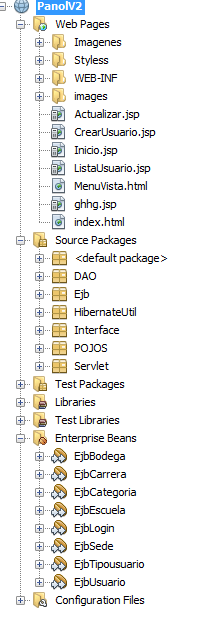 PanolV2
Web Pages
Imagenes
Styless
WEB-INF
images
Actualizar.jsp
CrearUsuario.jsp
Inicio.jsp
ListaUsuario.jsp
MenuVista.html
ghhg.jsp
index.html
Source Packages
<default package>
DAO
Ejb
HibernateUtil
Interface
POJOS
Servlet
Test Packages
Libraries
Test Libraries
Enterprise Beans
EjbBodega
EjbCarrera
EjbCategoria
EjbEscuela
EjbLogin
EjbSede
EjbTipousuario
EjbUsuario
Configuration Files